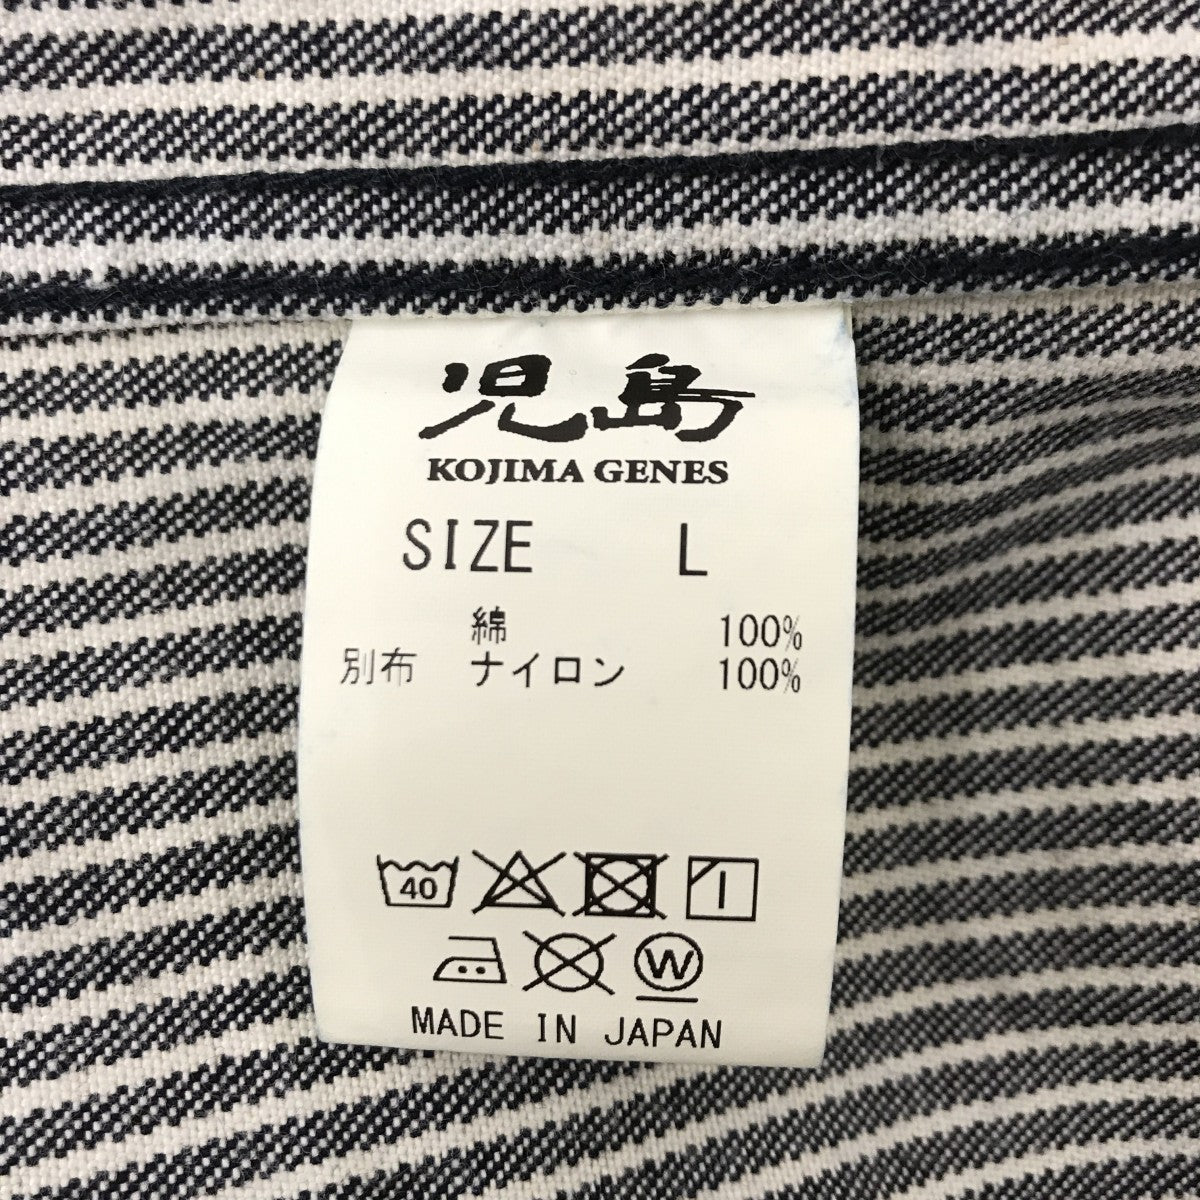 児島
KOJIMA GENES
SIZE L
綿 100%
別布 ナイロン 100%
40
W
MADE IN JAPAN